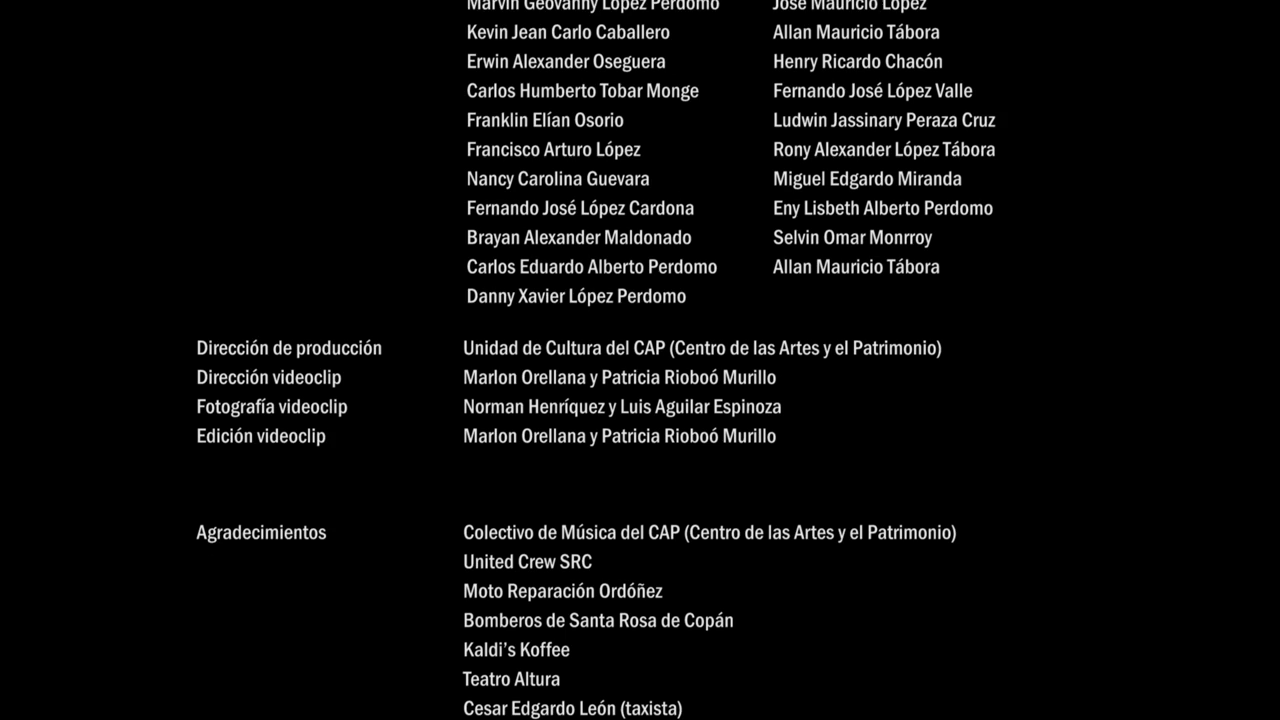 Marvin Geovanny López Perdomo José Mauricio López
Kevin Jean Carlo Caballero Allan Mauricio Tábora
Erwin Alexander Oseguera Henry Ricardo Chacón
Carlos Humberto Tobar Monge Fernando José López Valle
Franklin Elían Osorio Ludwin Jassinary Peraza Cruz
Francisco Arturo López Rony Alexander López Tábora
Nancy Carolina Guevara Miguel Edgardo Miranda
Fernando José López Cardona Eny Lisbeth Alberto Perdomo
Brayan Alexander Maldonado Selvin Omar Monrroy
Carlos Eduardo Alberto Perdomo Allan Mauricio Tábora
Danny Xavier López Perdomo
Dirección de producción Unidad de Cultura del CAP (Centro de las Artes y el Patrimonio)
Dirección videoclip Marlon Orellana y Patricia Rioboó Murillo
Fotografía videoclip Norman Henríquez y Luis Aguilar Espinoza
Edición videoclip Marlon Orellana y Patricia Rioboó Murillo
Agradecimientos Colectivo de Música del CAP (Centro de las Artes y el Patrimonio)
United Crew SRC
Moto Reparación Ordóñez
Bomberos de Santa Rosa de Copán
Kaldi’s Koffee
Teatro Altura
Cesar Edgardo León (taxista)